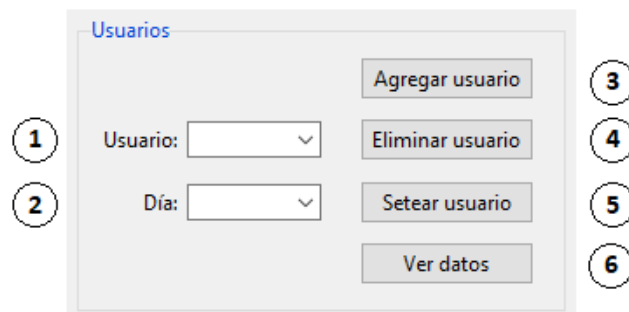 Usuarios
Agregar usuario 3
1 Usuario: Eliminar usuario 4
2 Día: Setear usuario 5
Ver datos 6